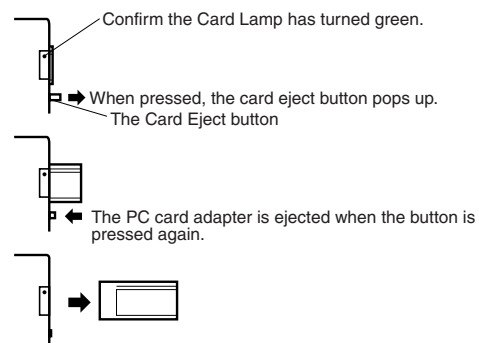 Confirm the Card Lamp has turned green.
When pressed, the card eject button pops up.
The Card Eject button
The PC card adapter is ejected when the button is
pressed again.